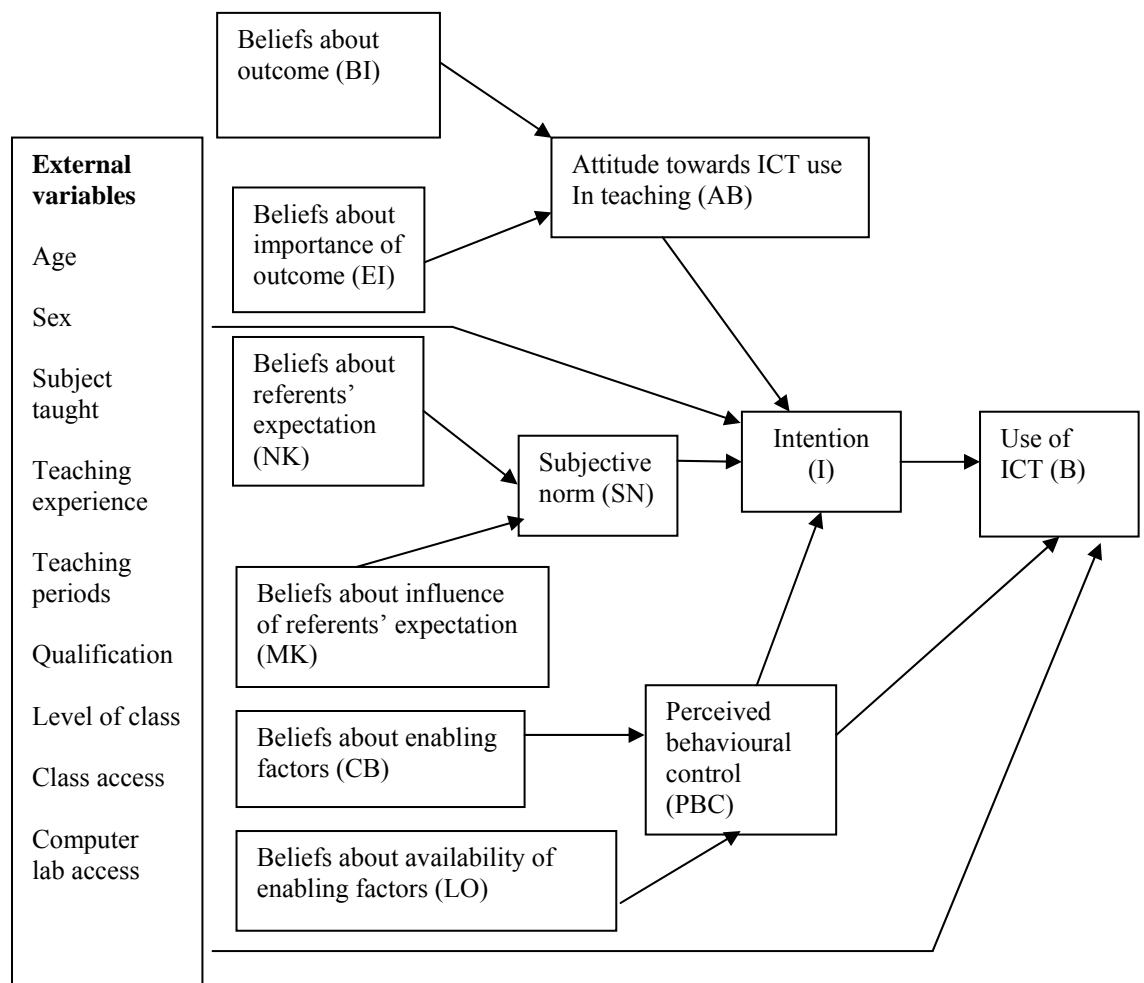 Beliefs about
outcome (BI)
External
variables
Age
Sex
Subject
taught
Teaching
experience
Teaching
periods
Qualification
Level of class
Class access
Computer
lab access
Attitude towards ICT use
In teaching (AB)
Beliefs about
importance of
outcome (EI)
Beliefs about
referents’
expectation
(NK)
Subjective
norm (SN)
Intention
(I)
Use of
ICT (B)
Beliefs about influence
of referents’ expectation
(MK)
Beliefs about enabling
factors (CB)
Perceived
behavioural
control
(PBC)
Beliefs about availability of
enabling factors (LO)